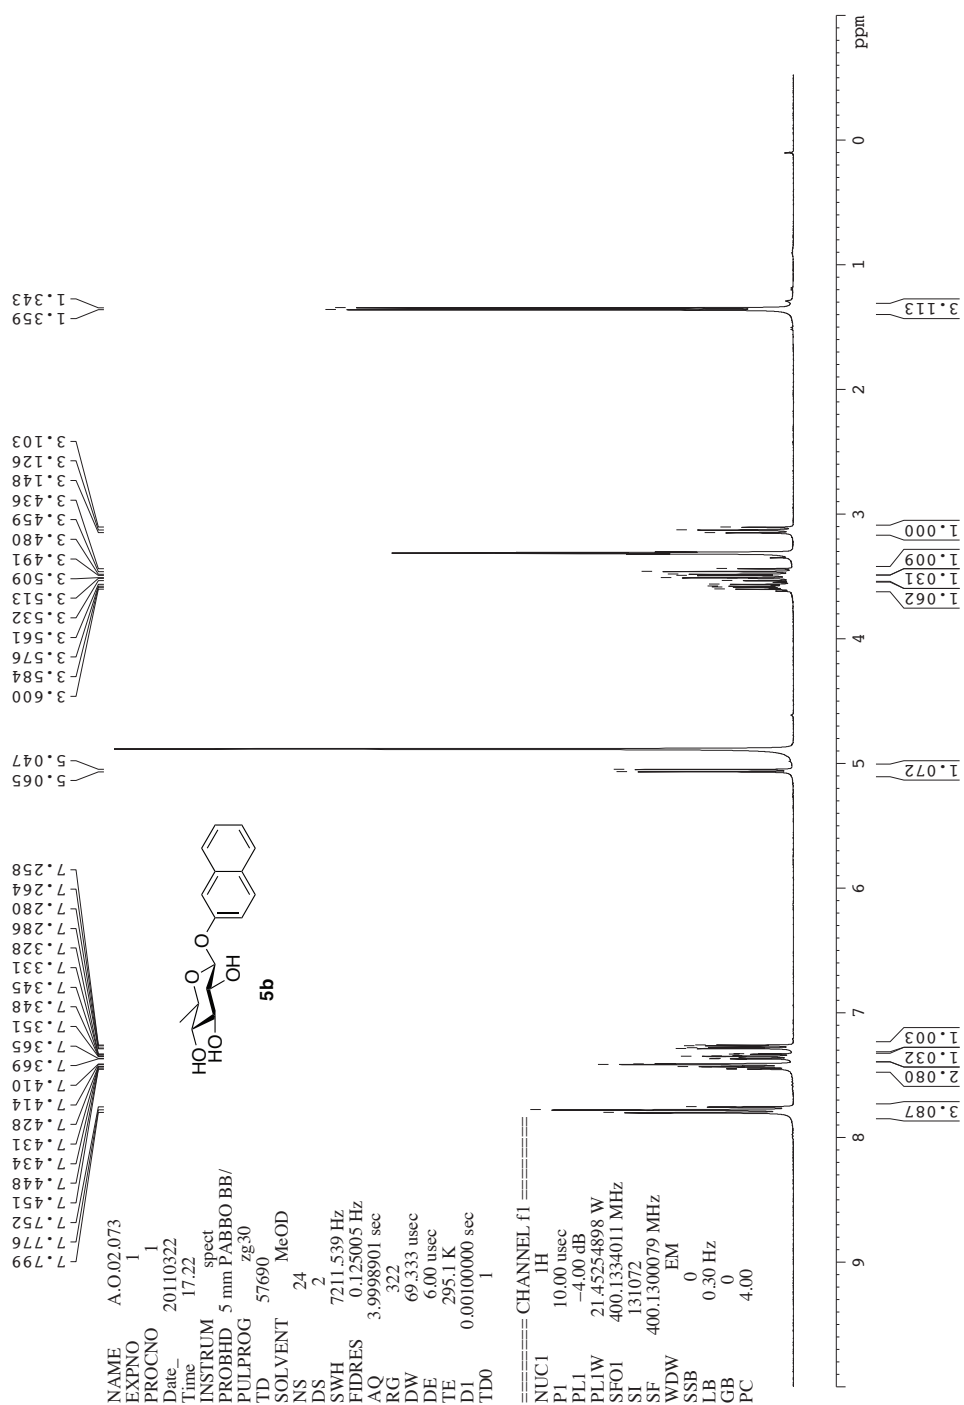 7.799
7.776
7.752
7.451
7.448
7.434
7.431
7.428
7.414
7.410
7.369
7.365
7.351
7.348
7.345
7.331
7.328
7.286
7.280
7.264
7.258
5.065
5.047
3.600
3.584
3.576
3.561
3.532
3.513
3.509
3.491
3.480
3.459
3.436
3.148
3.126
3.103
1.359
1.343
NAME A.O.02.073
EXPNO 1
PROCNO 1
Date_ 20110322
Time 17.22
INSTRUM spect
PROBHD 5 mm PABBO BB/
PULPROG zg30
TD 57690
SOLVENT MeOD
NS 24
DS 2
SWH 7211.539 Hz
FIDRES 0.125005 Hz
AQ 3.9998901 sec
RG 322
DW 69.333 usec
DE 6.00 usec
TE 295.1 K
D1 0.00100000 sec
TD0 1
======== CHANNEL f1 ========
NUC1 1H
P1 10.00 usec
PL1 -4.00 dB
PL1W 21.45254898 W
SFO1 400.1334011 MHz
SI 131072
SF 400.1300079 MHz
WDW EM
SSB 0
LB 0.30 Hz
GB 0
PC 4.00
HO
HO
O
OH
O
5b
9 8 7 6 5 4 3 2 1 0 ppm
3.087
2.080
1.032
1.003
1.072
1.062
1.031
1.009
1.000
3.113